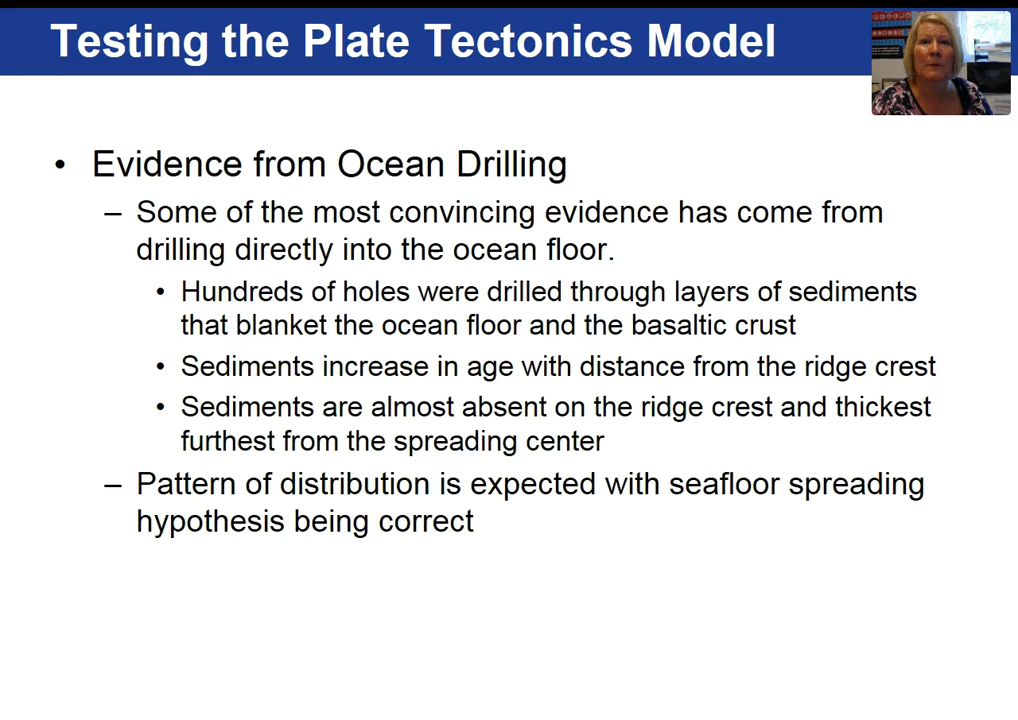 Testing the Plate Tectonics Model
• Evidence from Ocean Drilling
– Some of the most convincing evidence has come from
drilling directly into the ocean floor.
• Hundreds of holes were drilled through layers of sediments
that blanket the ocean floor and the basaltic crust
• Sediments increase in age with distance from the ridge crest
• Sediments are almost absent on the ridge crest and thickest
furthest from the spreading center
– Pattern of distribution is expected with seafloor spreading
hypothesis being correct